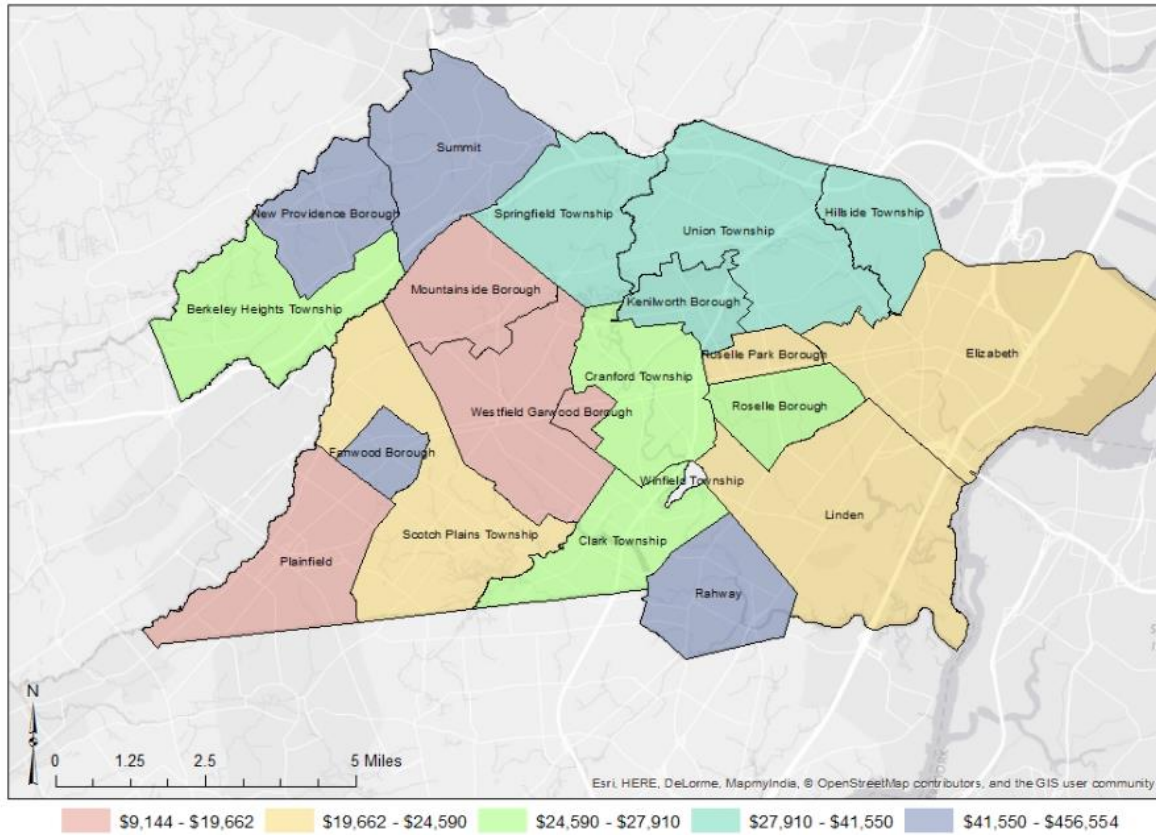 Summit
New Providence Borough
Springfield Township
Hillside Township
Union Township
Mountainside Borough
Kenilworth Borough
Berkeley Heights Township
Roselle Park Borough
Elizabeth
Cranford Township
Westfield Garwood Borough
Roselle Borough
Fanwood Borough
Winfield Township
Linden
Scotch Plains Township
Clark Township
Plainfield
Rahway
N
0 1.25 2.5 5 Miles
Esri, HERE, DeLorme, MapmyIndia, © OpenStreetMap contributors, and the GIS user community
$9,144 - $19,662 $19,662 - $24,590 $24,590 - $27,910 $27,910 - $41,550 $41,550 - $456,554